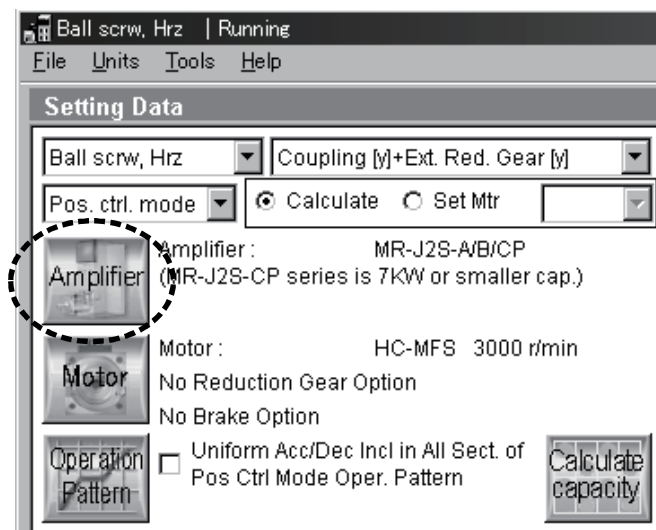 Ball scrw, Hrz | Running
File Units Tools Help
Setting Data
Ball scrw, Hrz Coupling [y]+Ext. Red. Gear [y]
Pos. ctrl. mode Calculate Set Mtr
Amplifier Amplifier : MR-J2S-A/B/CP
(MR-J2S-CP series is 7KW or smaller cap.)
Motor Motor : HC-MFS 3000 r/min
No Reduction Gear Option
No Brake Option
Operation Pattern Uniform Acc/Dec Incl in All Sect. of
Pos Ctrl Mode Oper. Pattern
Calculate
capacity